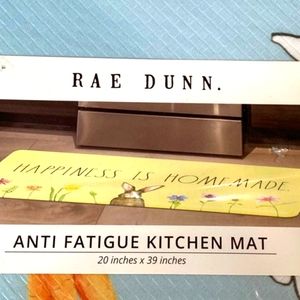 RAE DUNN.
HAPPINESS IS HOMEMADE.
ANTI FATIGUE KITCHEN MAT
20 inches x 39 inches